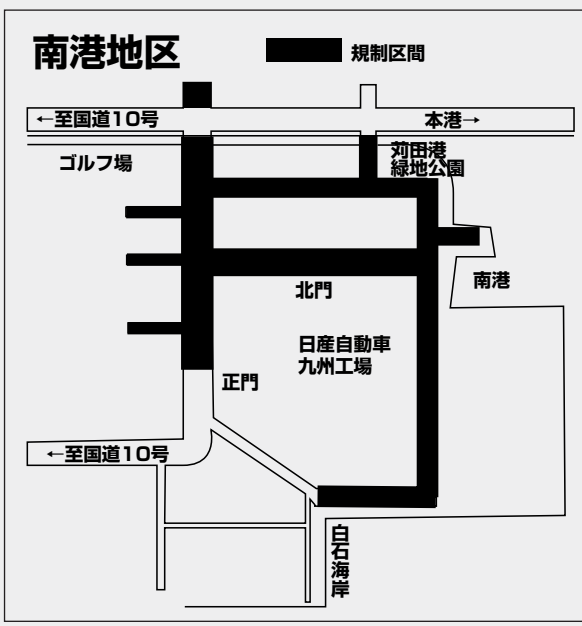 南港地区
規制区間
←至国道10号
本港→
ゴルフ場
苅田港
緑地公園
南港
北門
日産自動車
九州工場
正門
←至国道10号
白石海岸